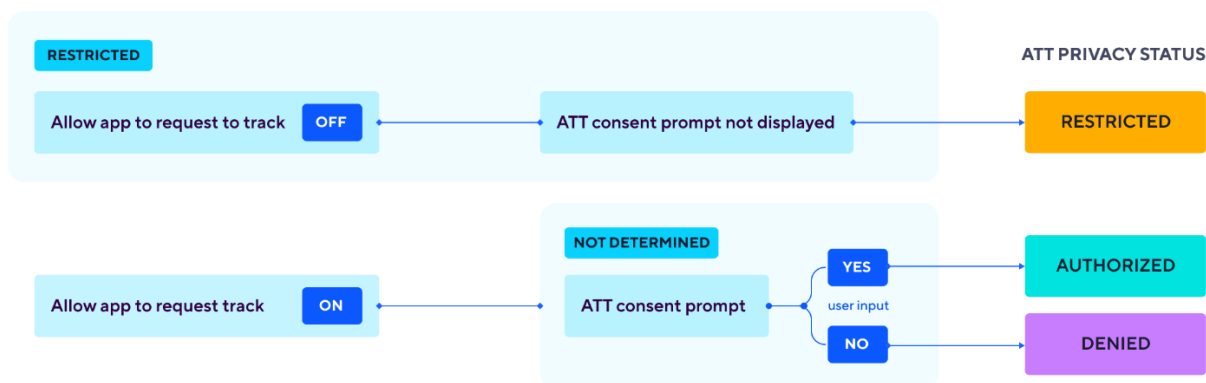 RESTRICTED
ATT PRIVACY STATUS
Allow app to request to track OFF
ATT consent prompt not displayed
RESTRICTED
NOT DETERMINED
Allow app to request track ON
ATT consent prompt
YES
user input
NO
AUTHORIZED
DENIED